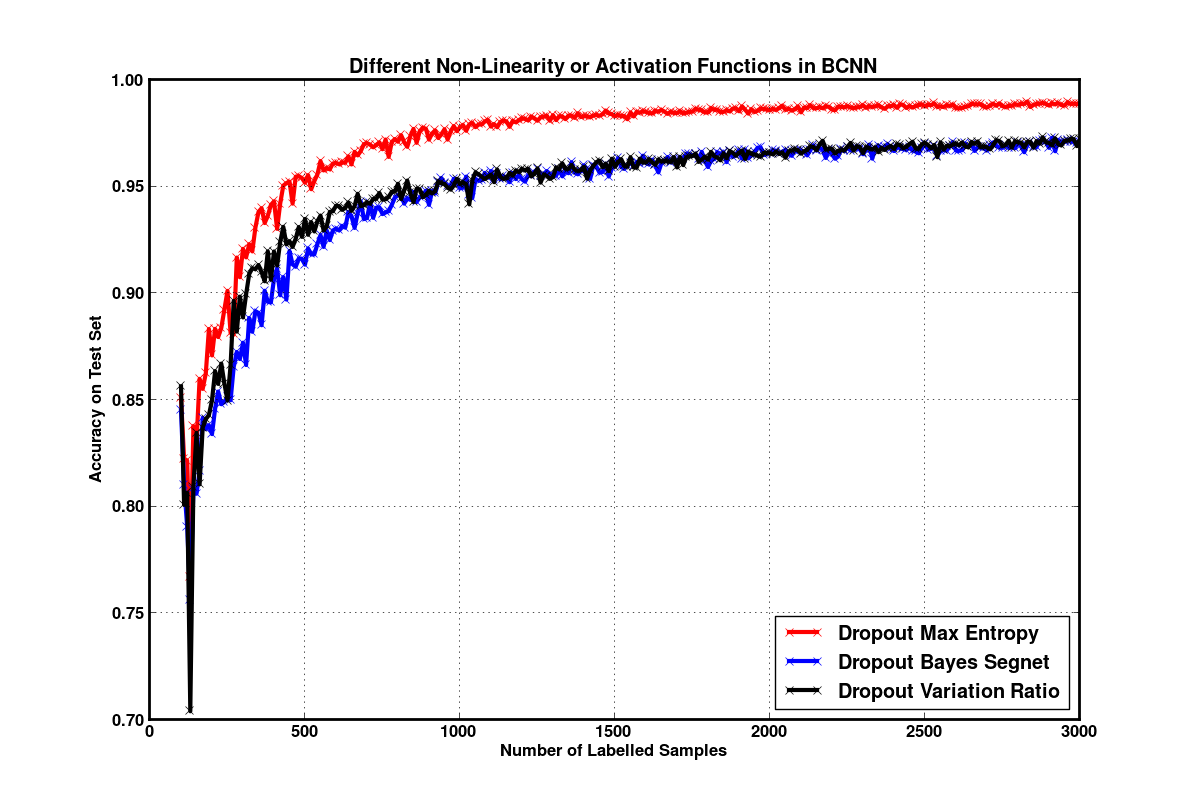 Different Non-Linearity or Activation Functions in BCNN
1.00
0.95
0.90
0.85
0.80
0.75
0.70
Accuracy on Test Set
Dropout Max Entropy
Dropout Bayes Segnet
Dropout Variation Ratio
0 500 1000 1500 2000 2500 3000
Number of Labelled Samples